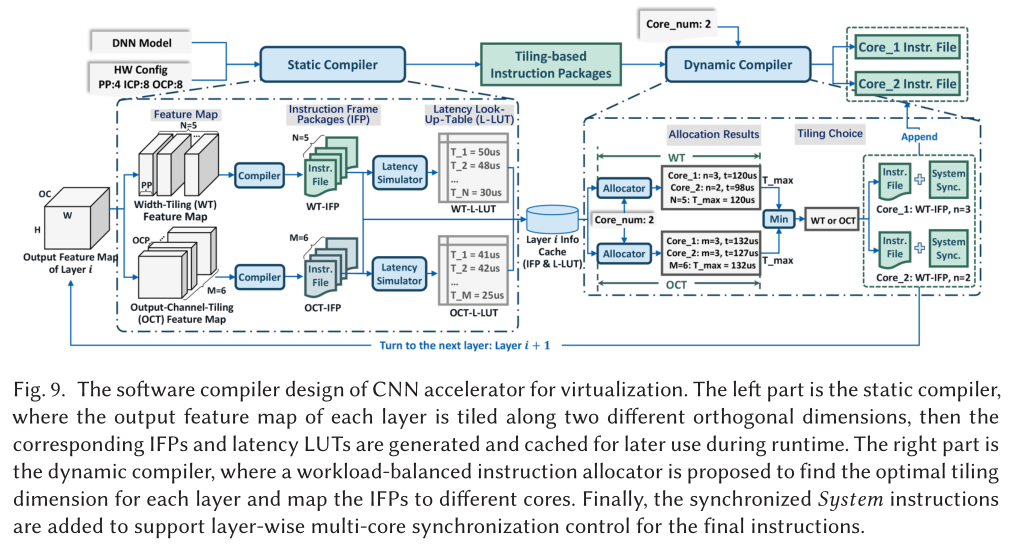 DNN Model
HW Config
PP:4 ICP:8 OCP:8
Static Compiler
Tiling-based
Instruction Packages
Core_num: 2
Dynamic Compiler
Core_1 Instr. File
Core_2 Instr. File
Append
Feature Map
N=5
...
PP
Width-Tiling (WT)
Feature Map
OC
W
H
Output Feature Map
of Layer i
OCP
...
M=6
Output-Channel-Tiling
(OCT) Feature Map
Compiler
Compiler
Instruction Frame
Packages (IFP)
N=5
Instr.
File
WT-IFP
M=6
Instr.
File
OCT-IFP
Latency
Simulator
Latency
Simulator
Latency Look-
Up-Table (L-LUT)
T_1 = 50us
T_2 = 48us
...
T_N = 30us
WT-L-LUT
T_1 = 41us
T_2 = 42us
...
T_M = 25us
OCT-L-LUT
Layer i Info
Cache
(IFP & L-LUT)
Allocation Results
WT
Allocator
Core_1: n=3, t=120us
Core_2: n=2, t=98us
N=5: T_max = 120us
T_max
Core_num: 2
Allocator
Core_1: m=3, t=132us
Core_2: m=3, t=127us
M=6: T_max = 132us
T_max
OCT
Min
Tiling Choice
WT or OCT
Instr.
File
System
Sync.
Core_1: WT-IFP, n=3
Instr.
File
System
Sync.
Core_2: WT-IFP, n=2
Turn to the next layer: Layer i + 1
Fig. 9. The software compiler design of CNN accelerator for virtualization. The left part is the static compiler,
where the output feature map of each layer is tiled along two different orthogonal dimensions, then the
corresponding IFPs and latency LUTs are generated and cached for later use during runtime. The right part is
the dynamic compiler, where a workload-balanced instruction allocator is proposed to find the optimal tiling
dimension for each layer and map the IFPs to different cores. Finally, the synchronized System instructions
are added to support layer-wise multi-core synchronization control for the final instructions.